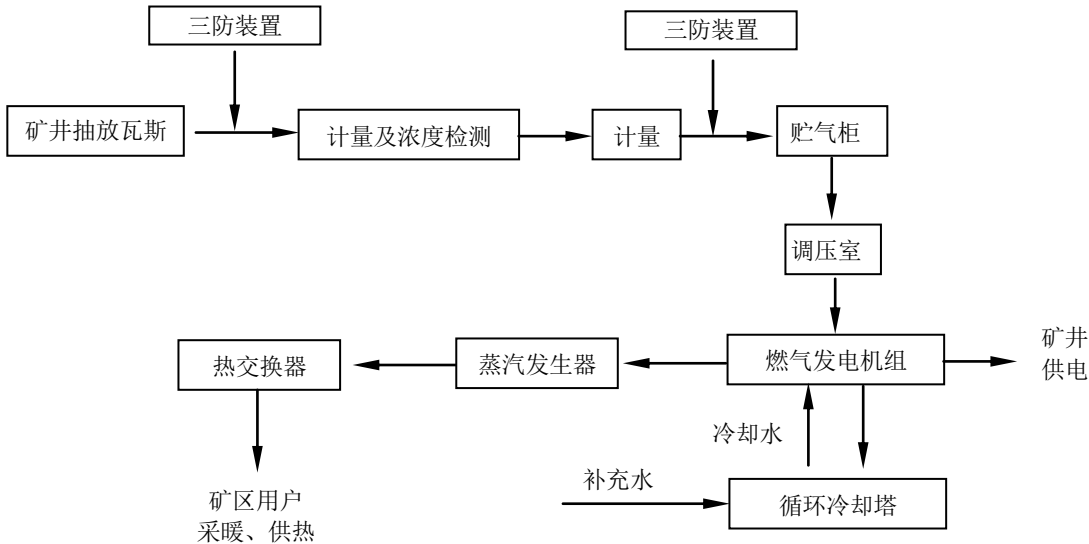 三防装置
三防装置
矿井抽放瓦斯
计量及浓度检测
计量
贮气柜
调压室
热交换器
蒸汽发生器
燃气发电机组
矿井
供电
冷却水
补充水
循环冷却塔
矿区用户
采暖、供热